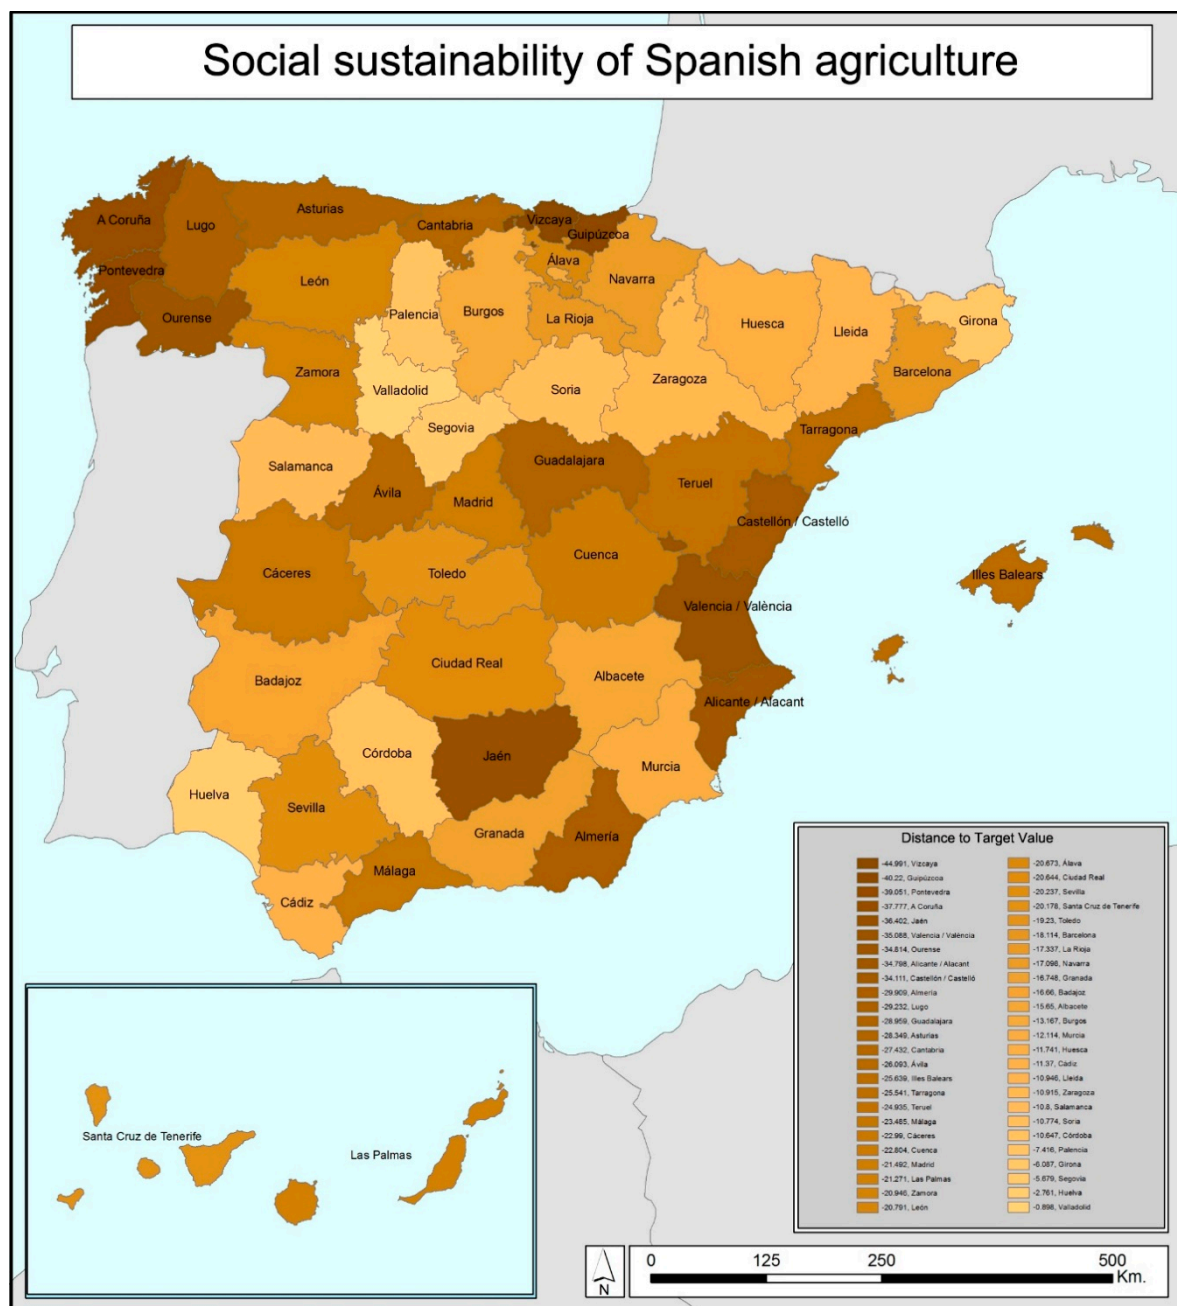 Social sustainability of Spanish agriculture
A Coruña
Lugo
Asturias
Cantabria
Vizcaya
Guipúzcoa
Pontevedra
Ourense
León
Palencia
Burgos
Álava
Navarra
La Rioja
Huesca
Lleida
Girona
Barcelona
Zamora
Valladolid
Soria
Zaragoza
Segovia
Tarragona
Salamanca
Ávila
Guadalajara
Madrid
Teruel
Castellón / Castelló
Cáceres
Toledo
Cuenca
Illes Balears
Valencia / València
Badajoz
Ciudad Real
Albacete
Alicante / Alacant
Córdoba
Jaén
Murcia
Huelva
Sevilla
Granada
Almería
Málaga
Cádiz
Distance to Target Value
-44.991, Vizcaya
-40.22, Guipúzcoa
-39.051, Pontevedra
-37.777, A Coruña
-36.402, Jaén
-35.088, Valencia / València
-34.814, Ourense
-34.798, Alicante / Alacant
-34.111, Castellón / Castelló
-29.909, Almería
-29.232, Lugo
-28.959, Guadalajara
-28.349, Asturias
-27.432, Cantabria
-26.093, Ávila
-25.639, Illes Balears
-25.541, Tarragona
-24.935, Teruel
-23.485, Málaga
-22.99, Cáceres
-22.804, Cuenca
-21.492, Madrid
-21.271, Las Palmas
-20.946, Zamora
-20.791, León
-20.673, Álava
-20.644, Ciudad Real
-20.237, Sevilla
-20.178, Santa Cruz de Tenerife
-19.23, Toledo
-18.114, Barcelona
-17.337, La Rioja
-17.096, Navarra
-16.748, Granada
-16.66, Badajoz
-15.65, Albacete
-13.167, Burgos
-12.114, Murcia
-11.741, Huesca
-11.37, Cádiz
-10.946, Lleida
-10.915, Zaragoza
-10.8, Salamanca
-10.774, Soria
-10.647, Córdoba
-7.416, Palencia
-6.087, Girona
-5.679, Segovia
-2.761, Huelva
-0.898, Valladolid
Santa Cruz de Tenerife
Las Palmas
N
0 125 250 500
Km.